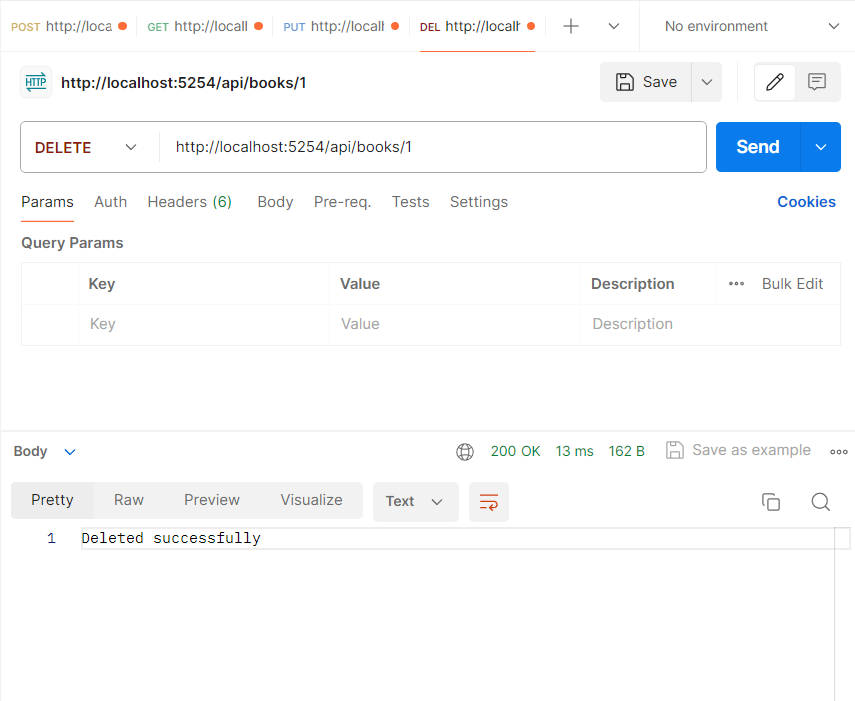 POST http://loca GET http://locall PUT http://locall DEL http://localh No environment
HTTP http://localhost:5254/api/books/1 Save
DELETE http://localhost:5254/api/books/1 Send
Params Auth Headers (6) Body Pre-req. Tests Settings Cookies
Query Params
Key Value Description Bulk Edit
Key Value Description
Body 200 OK 13 ms 162 B Save as example
Pretty Raw Preview Visualize Text
1 Deleted successfully